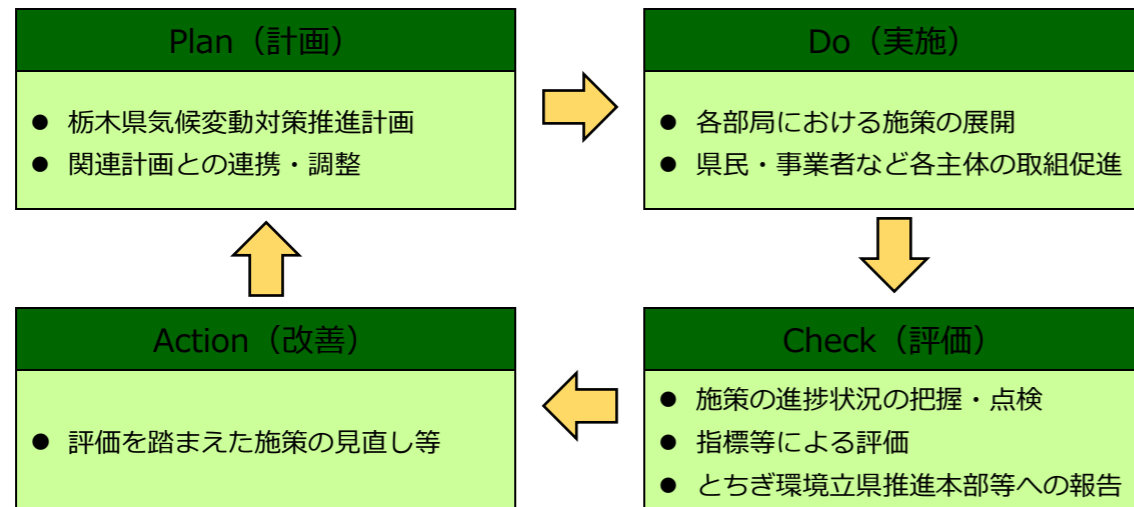 Plan（計画）
● 栃木県気候変動対策推進計画
● 関連計画との連携・調整
Do（実施）
● 各部局における施策の展開
● 県民・事業者など各主体の取組促進
Action（改善）
● 評価を踏まえた施策の見直し等
Check（評価）
● 施策の進捗状況の把握・点検
● 指標等による評価
● とちぎ環境立県推進本部等への報告